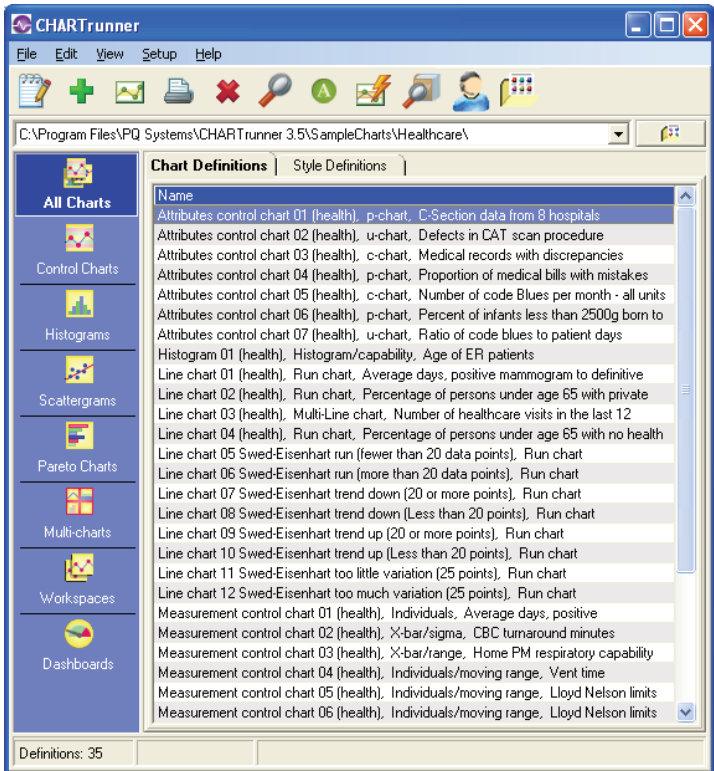 CHARTrunner
File Edit View Setup Help
A
C:\Program Files\PQ Systems\CHARTrunner 3.5\SampleCharts\Healthcare\
All Charts
Control Charts
Histograms
Scattergrams
Pareto Charts
Multi-charts
Workspaces
Dashboards
Chart Definitions Style Definitions
Name
Attributes control chart 01 (health), p-chart, C-Section data from 8 hospitals
Attributes control chart 02 (health), u-chart, Defects in CAT scan procedure
Attributes control chart 03 (health), c-chart, Medical records with discrepancies
Attributes control chart 04 (health), p-chart, Proportion of medical bills with mistakes
Attributes control chart 05 (health), c-chart, Number of code Blues per month - all units
Attributes control chart 06 (health), p-chart, Percent of infants less than 2500g born to
Attributes control chart 07 (health), u-chart, Ratio of code blues to patient days
Histogram 01 (health), Histogram/capability, Age of ER patients
Line chart 01 (health), Run chart, Average days, positive mammogram to definitive
Line chart 02 (health), Run chart, Percentage of persons under age 65 with private
Line chart 03 (health), Multi-Line chart, Number of healthcare visits in the last 12
Line chart 04 (health), Run chart, Percentage of persons under age 65 with no health
Line chart 05 Swed-Eisenhart run (fewer than 20 data points), Run chart
Line chart 06 Swed-Eisenhart run (more than 20 data points), Run chart
Line chart 07 Swed-Eisenhart trend down (20 or more points), Run chart
Line chart 08 Swed-Eisenhart trend down (Less than 20 points), Run chart
Line chart 09 Swed-Eisenhart trend up (20 or more points), Run chart
Line chart 10 Swed-Eisenhart trend up (Less than 20 points), Run chart
Line chart 11 Swed-Eisenhart too little variation (25 points), Run chart
Line chart 12 Swed-Eisenhart too much variation (25 points), Run chart
Measurement control chart 01 (health), Individuals, Average days, positive
Measurement control chart 02 (health), X-bar/sigma, CBC turnaround minutes
Measurement control chart 03 (health), X-bar/range, Home PM respiratory capability
Measurement control chart 04 (health), Individuals/moving range, Vent time
Measurement control chart 05 (health), Individuals/moving range, Lloyd Nelson limits
Measurement control chart 06 (health), Individuals/moving range, Lloyd Nelson limits
Definitions: 35